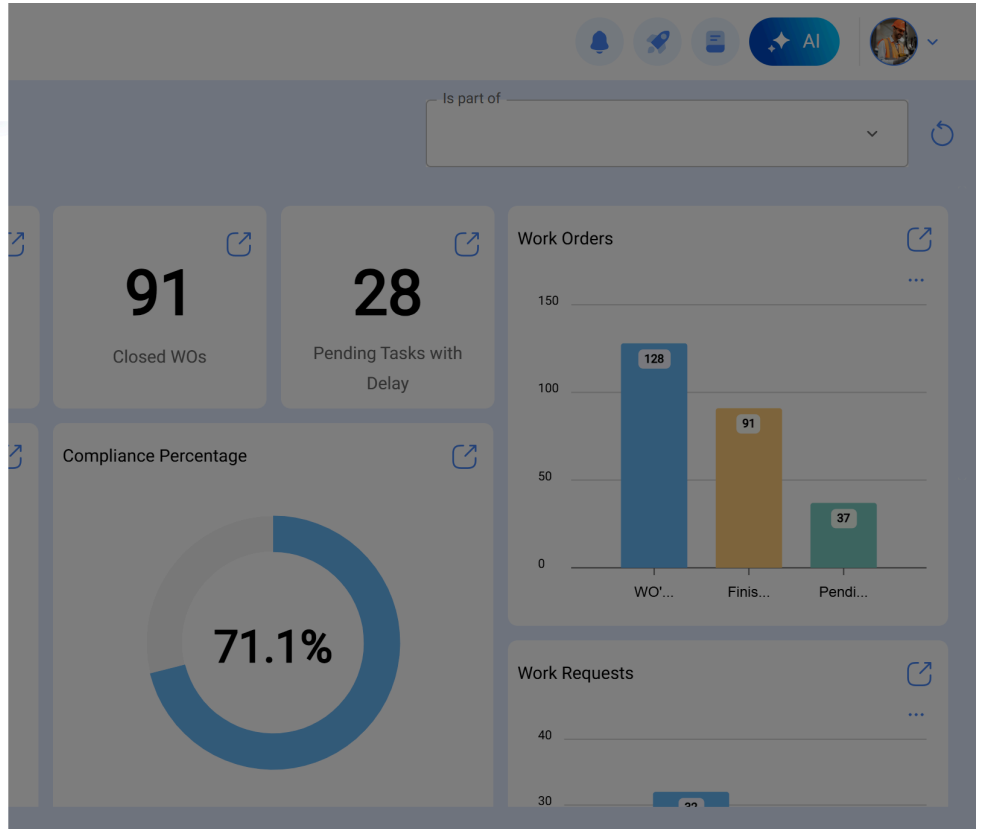 AI
Is part of
91
Closed WOs
28
Pending Tasks with
Delay
Work Orders
...
150
100
50
0
128
91
37
WO'...
Finis...
Pendi...
Compliance Percentage
71.1%
Work Requests
...
40
30
32